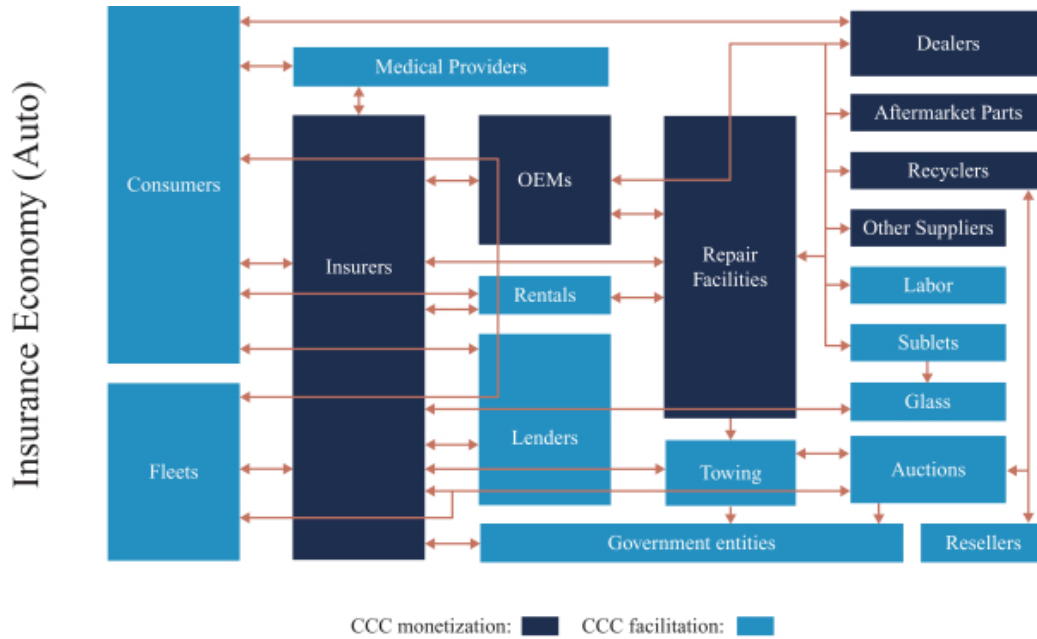 Insurance Economy (Auto)
Dealers
Medical Providers
Aftermarket Parts
Consumers
OEMs
Recyclers
Other Suppliers
Insurers
Repair
Facilities
Rentals
Labor
Sublets
Glass
Lenders
Fleets
Towing
Auctions
Government entities
Resellers
CCC monetization:
CCC facilitation: